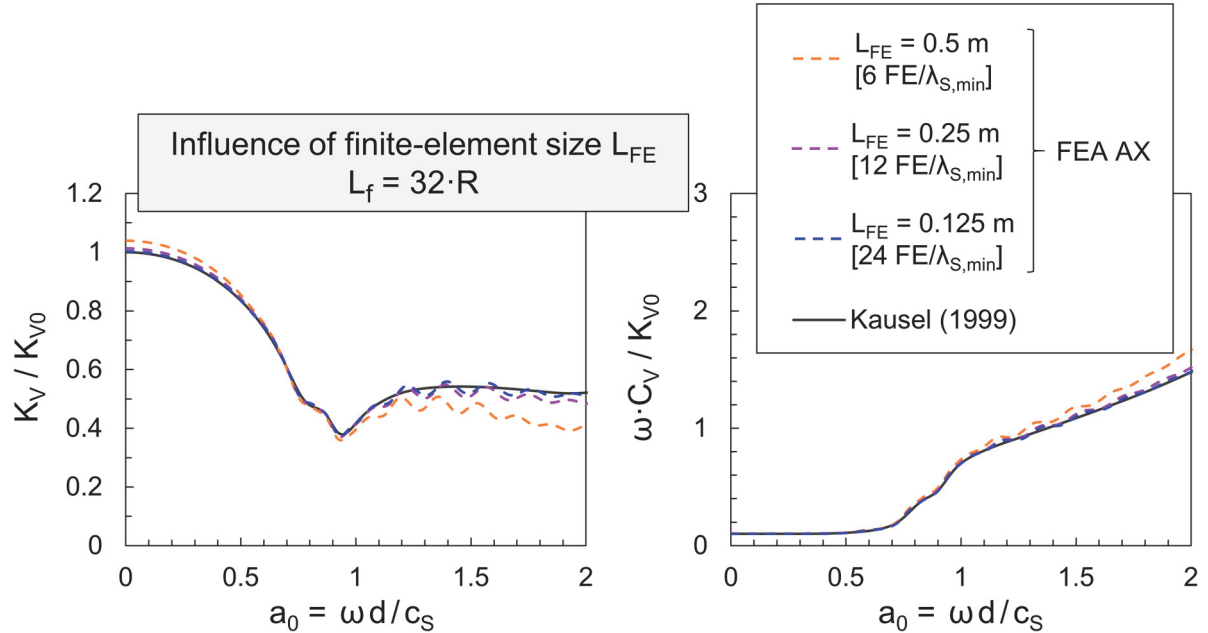 Influence of finite-element size L_FE
L_f = 32·R
1.2
1
0.8
0.6
0.4
0.2
0
K_V / K_V0
0
0.5
1
1.5
2
a_0 = ω d / c_S
L_FE = 0.5 m
[6 FE/λ_S,min]
L_FE = 0.25 m
[12 FE/λ_S,min]
L_FE = 0.125 m
[24 FE/λ_S,min]
FEA AX
Kausel (1999)
3
2
1
0
ω·C_V / K_V0
0
0.5
1
1.5
2
a_0 = ω d / c_S